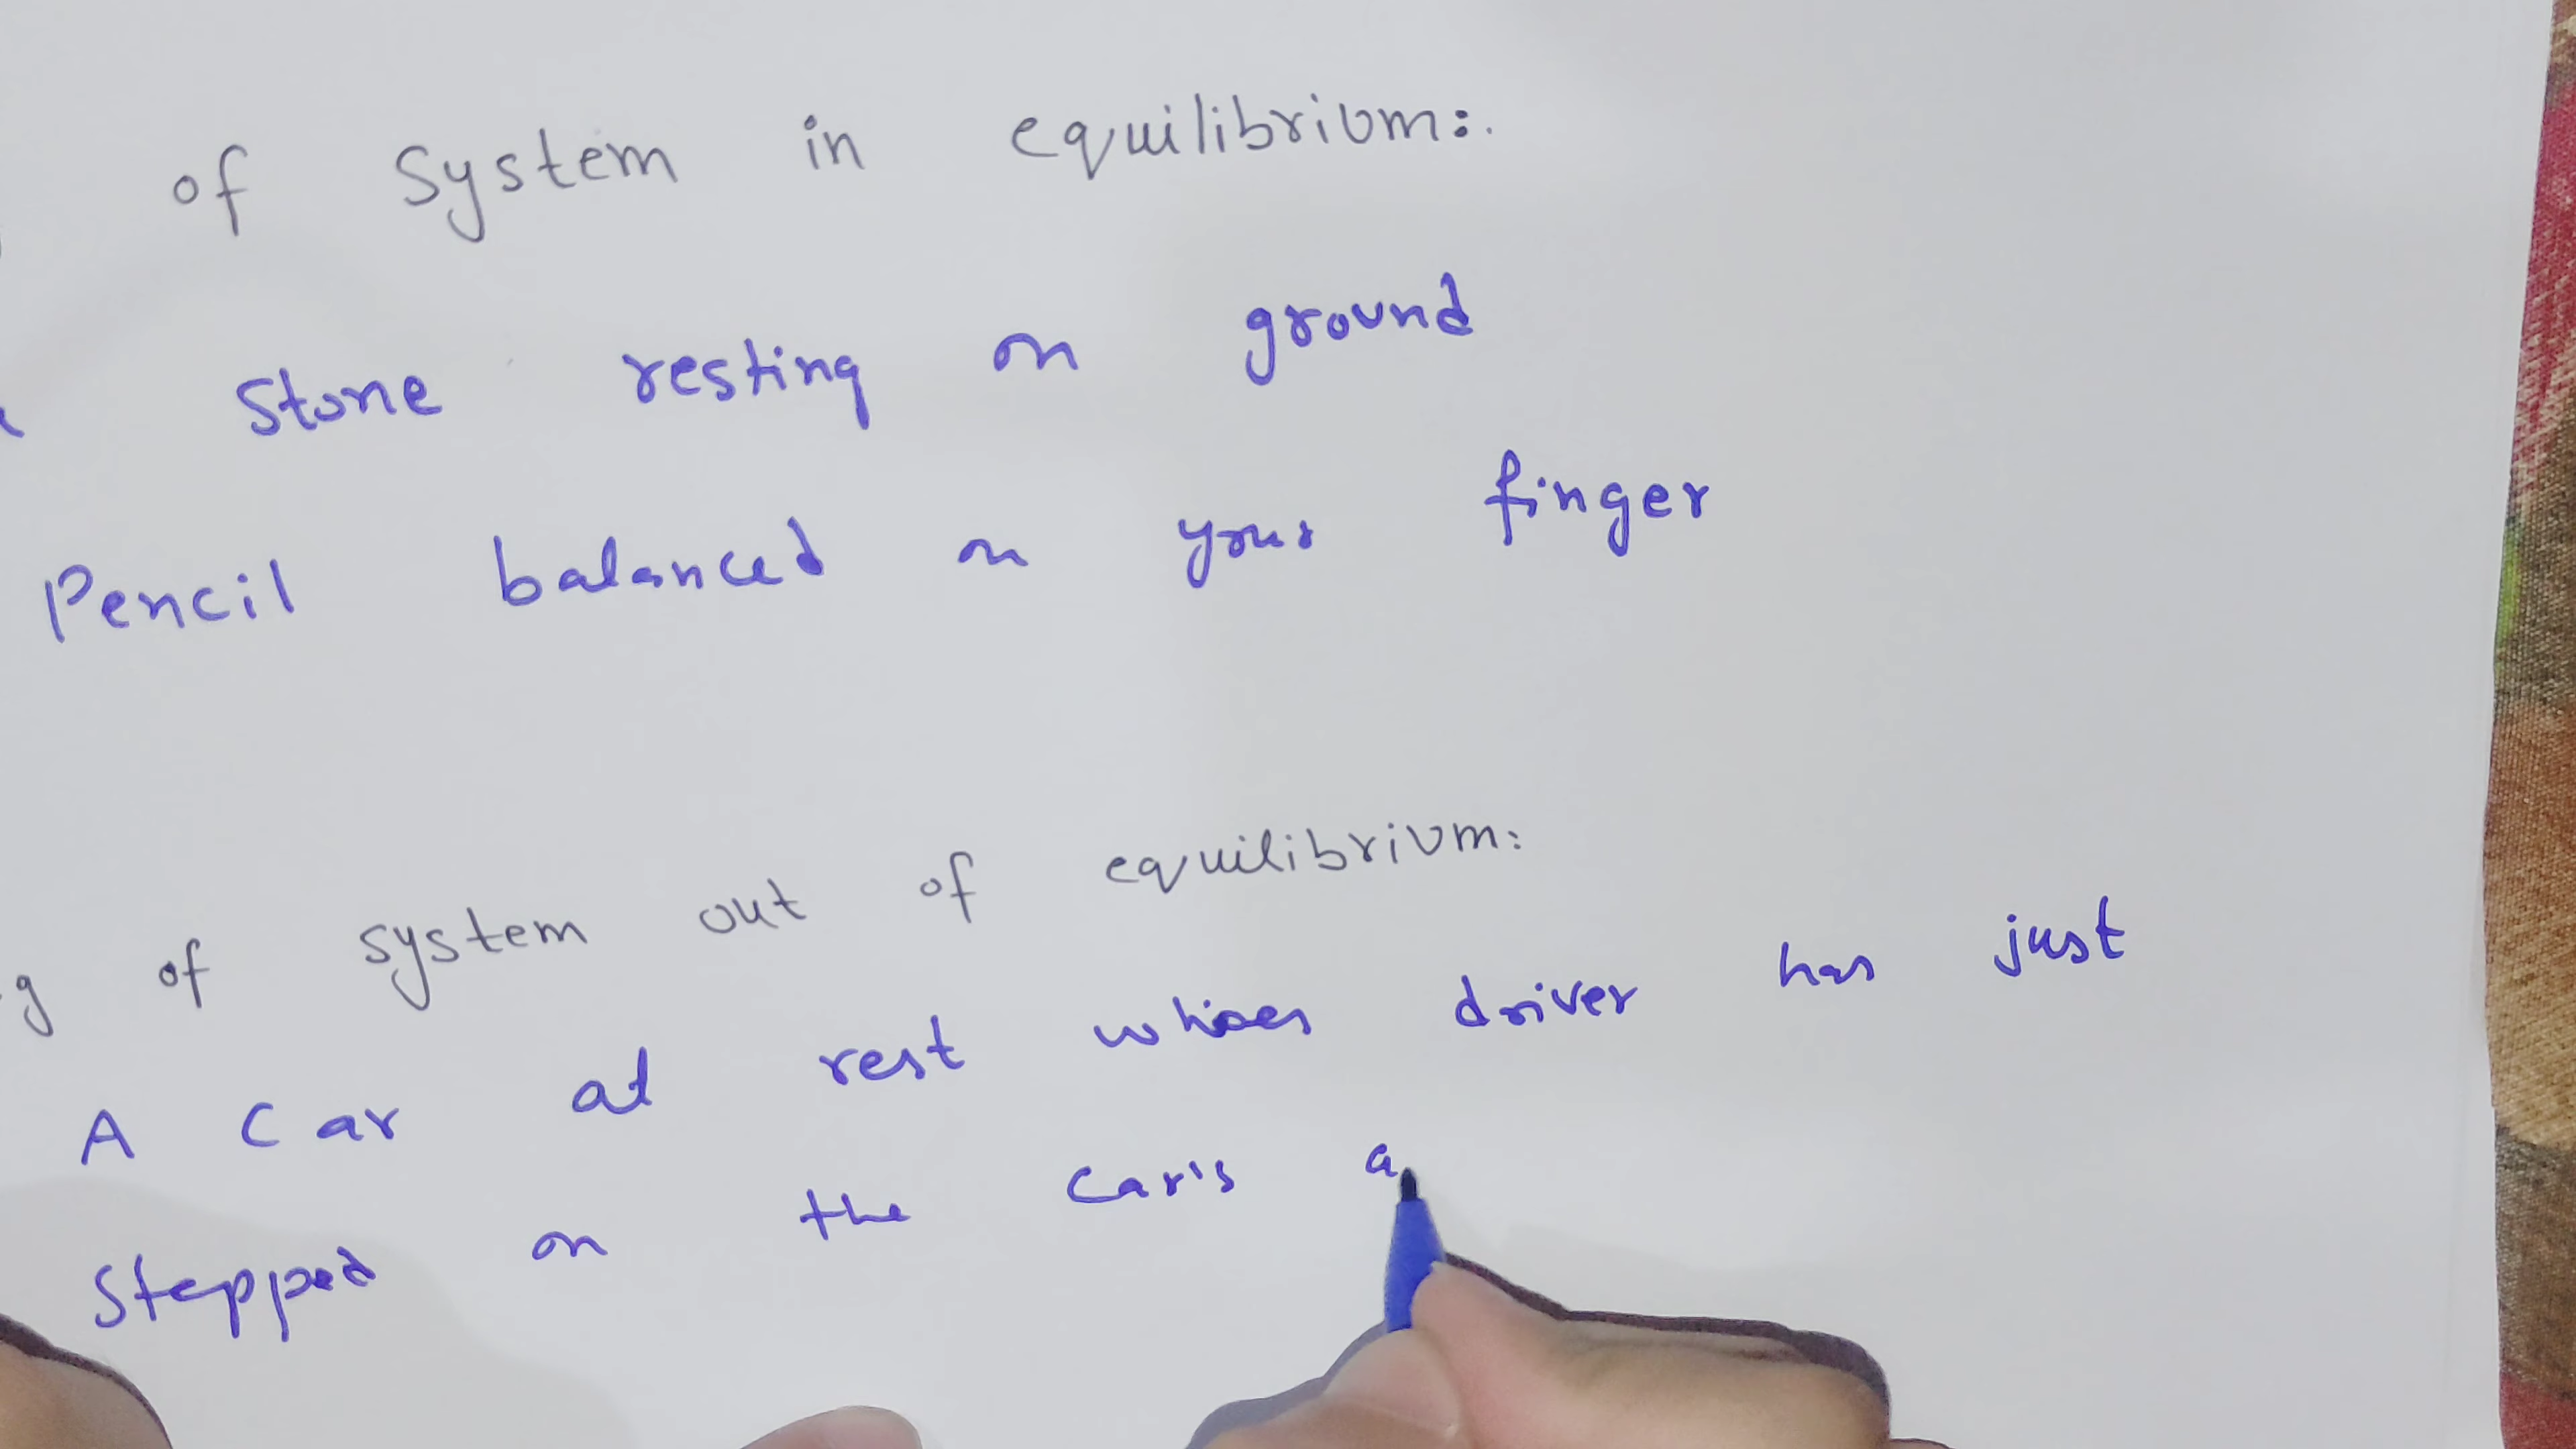 of System in equilibrium:.
Stone resting on ground
Pencil balanced on your finger
g of system out of equilibrium:
A Car at rest driver has just
Stepped on the Car's a